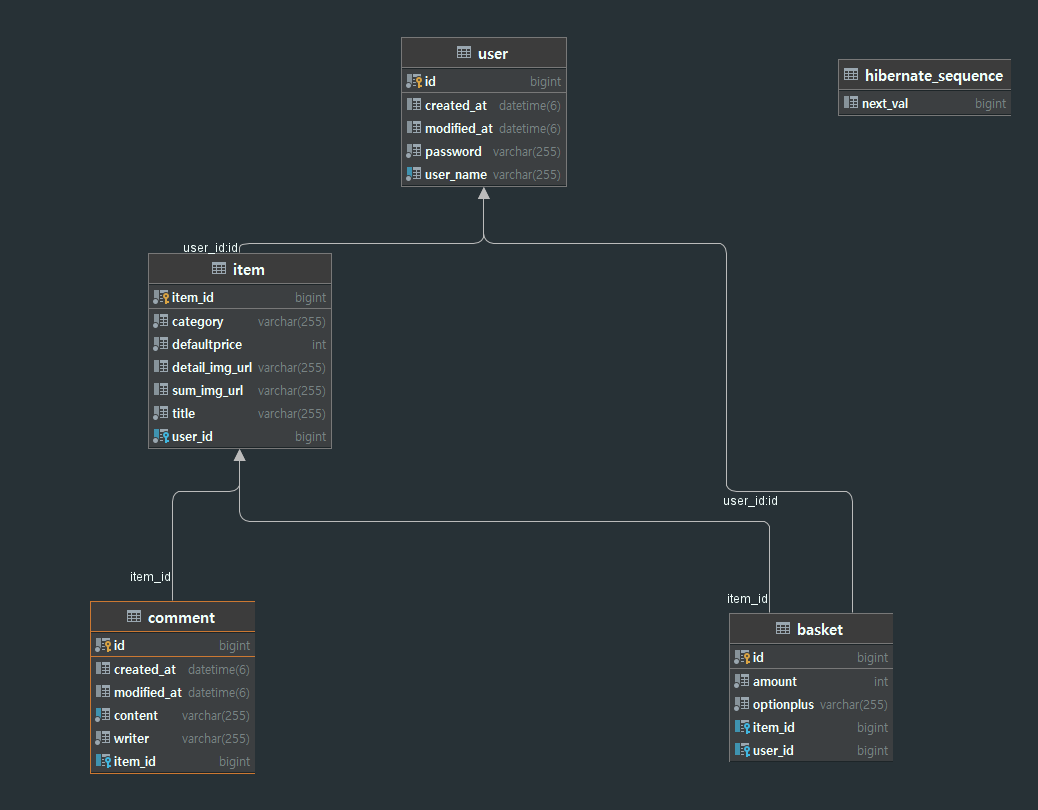 user
id bigint
created_at datetime(6)
modified_at datetime(6)
password varchar(255)
user_name varchar(255)
hibernate_sequence
next_val bigint
user_id:id
item
item_id bigint
category varchar(255)
defaultprice int
detail_img_url varchar(255)
sum_img_url varchar(255)
title varchar(255)
user_id bigint
user_id:id
item_id
comment
id bigint
created_at datetime(6)
modified_at datetime(6)
content varchar(255)
writer varchar(255)
item_id bigint
item_id
basket
id bigint
amount int
optionplus varchar(255)
item_id bigint
user_id bigint